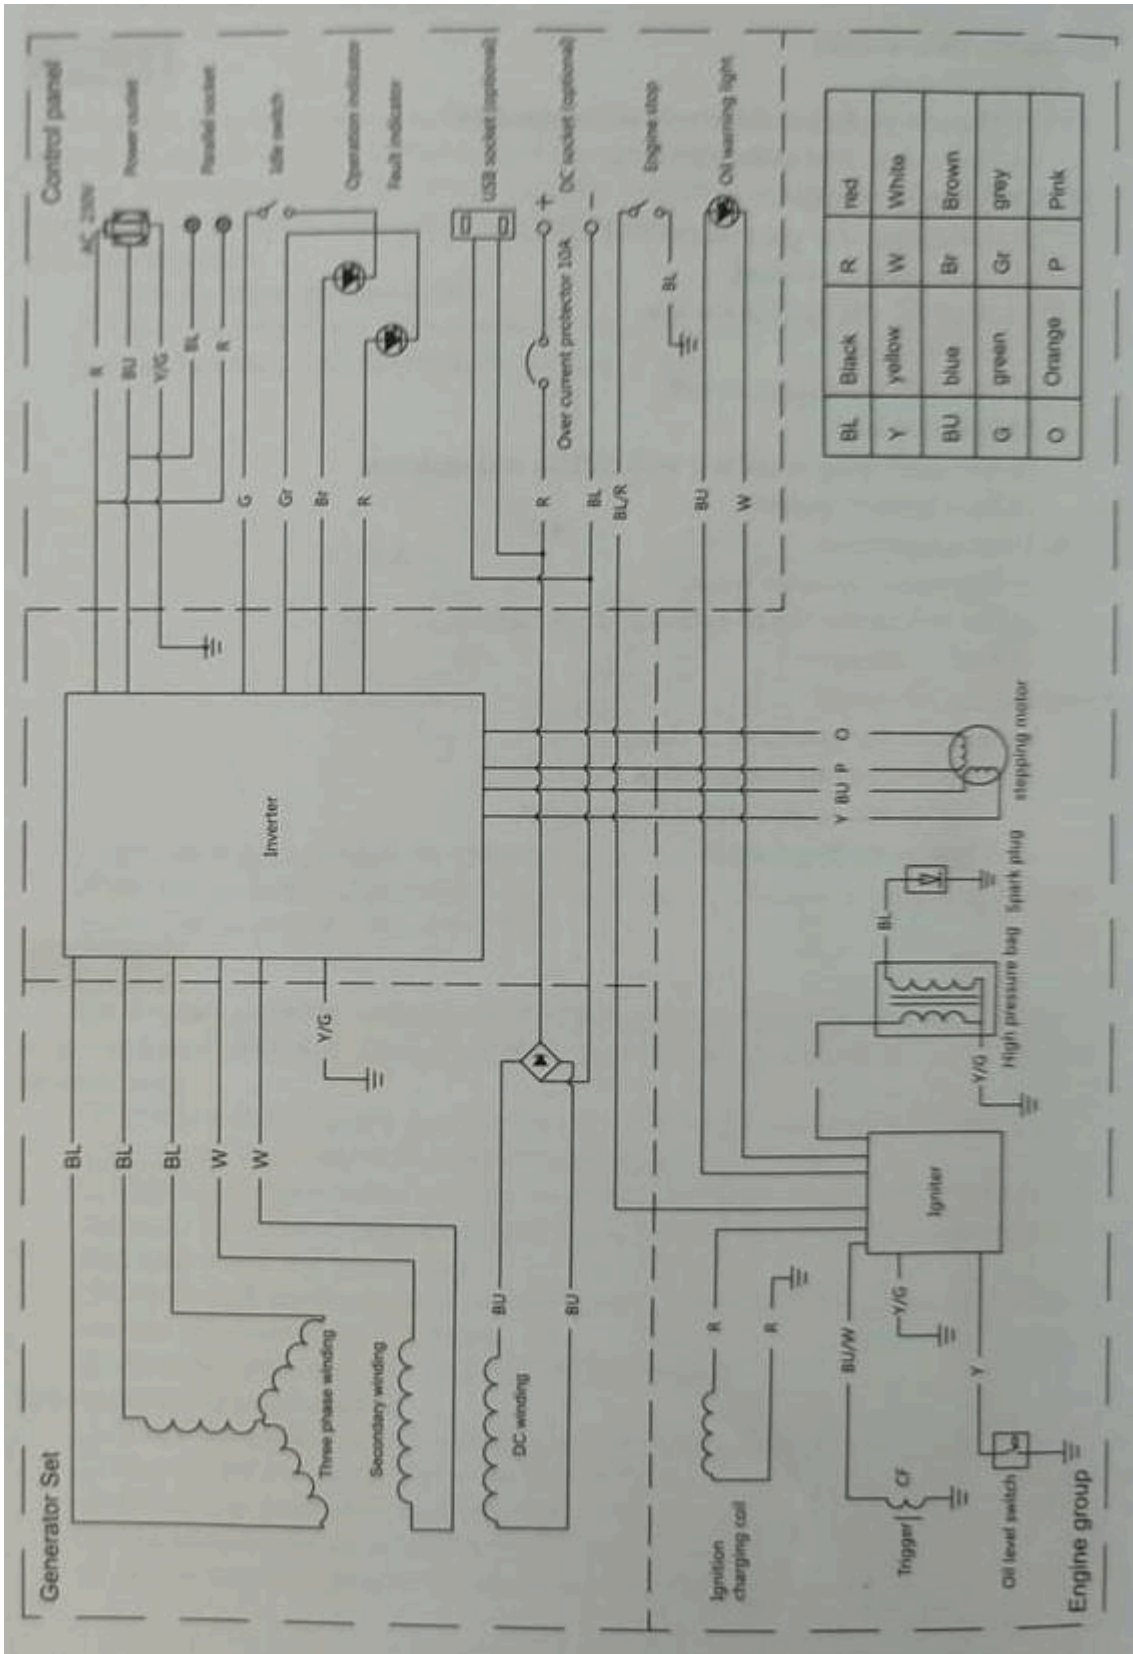 Generator Set
Three phase winding
Secondary winding
DC winding
BL
BL
BL
W
W
Y/G
BU
BU
Inverter
Control panel
AC 230V
Power outlet
Parallel socket
Idle switch
Operation indicator
Fault indicator
USB socket (optional)
DC socket (optional)
Engine stop
Oil warning light
R
BU
Y/G
BL
R
G
Gr
Br
R
+
-
Over current protector 10A
R
BL
BL/R
BL
BU
W
BL Black R red
Y yellow W White
BU blue Br Brown
G green Gr grey
O Orange P Pink
Engine group
Ignition
charging coil
R
R
Trigger
CF
BU/W
Y/G
Y
Oil level switch
Igniter
Y/G
High pressure bag
BL
Spark plug
Y
BU
P
O
stepping motor